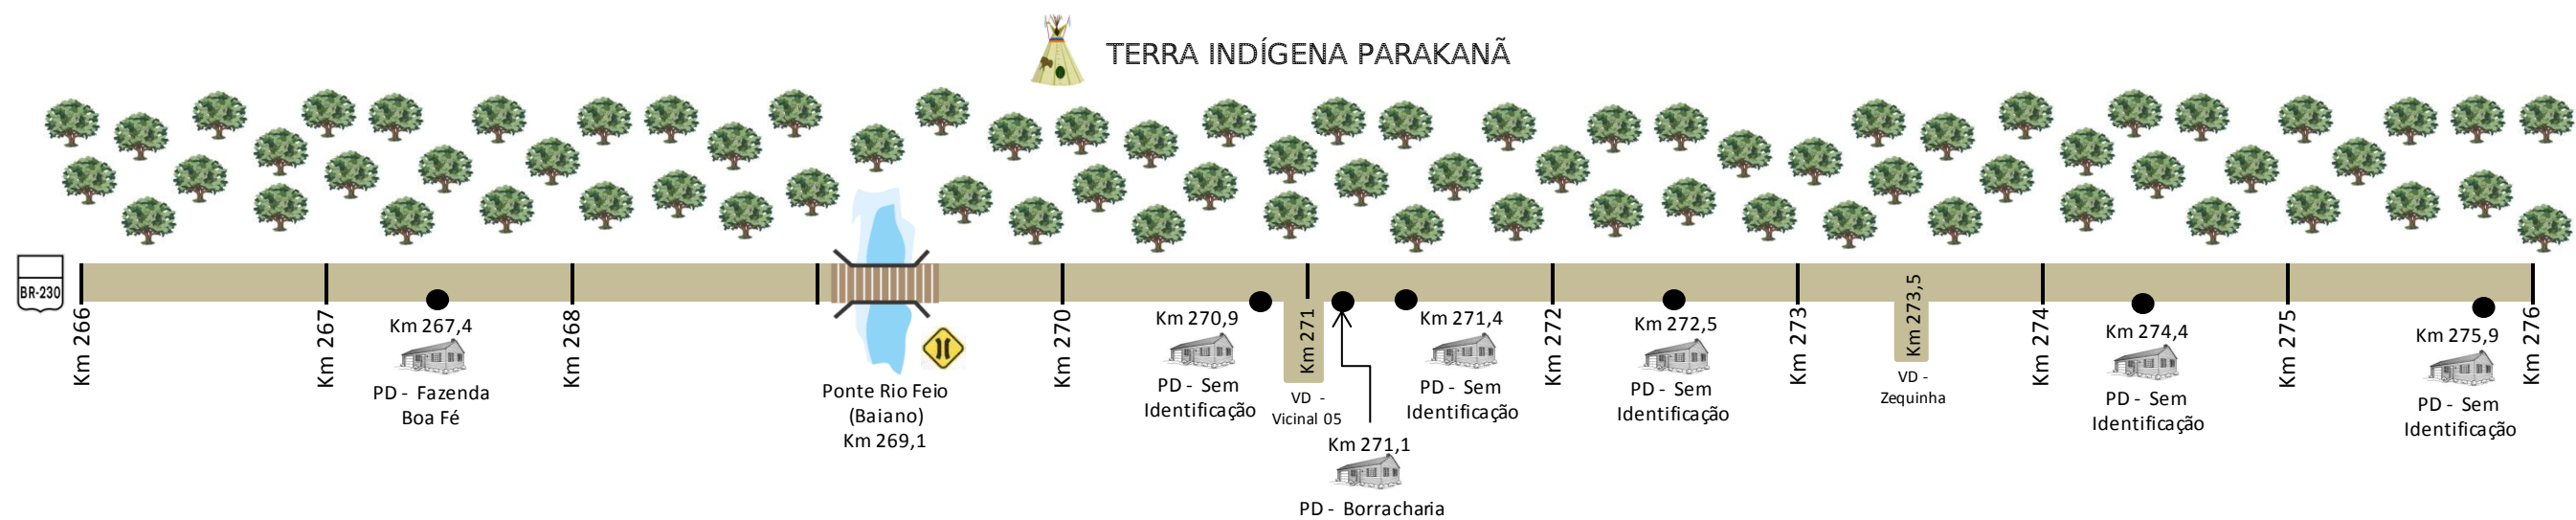 TERRA INDÍGENA PARAKANÃ
BR-230
Km 266
Km 267
Km 267,4
PD - Fazenda
Boa Fé
Km 268
Ponte Rio Feio
(Baiano)
Km 269,1
Km 270
Km 270,9
PD - Sem
Identificação
Km 271
VD -
Vicinal 05
Km 271,1
PD - Borracharia
Km 271,4
PD - Sem
Identificação
Km 272
Km 272,5
PD - Sem
Identificação
Km 273
Km 273,5
VD -
Zequinha
Km 274
Km 274,4
PD - Sem
Identificação
Km 275
Km 275,9
PD - Sem
Identificação
Km 276